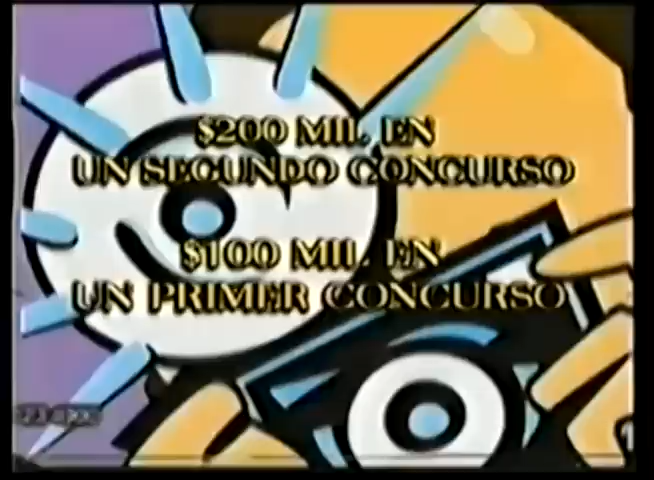 $200 MIL EN
UN SEGUNDO CONCURSO
$100 MIL EN
UN PRIMER CONCURSO